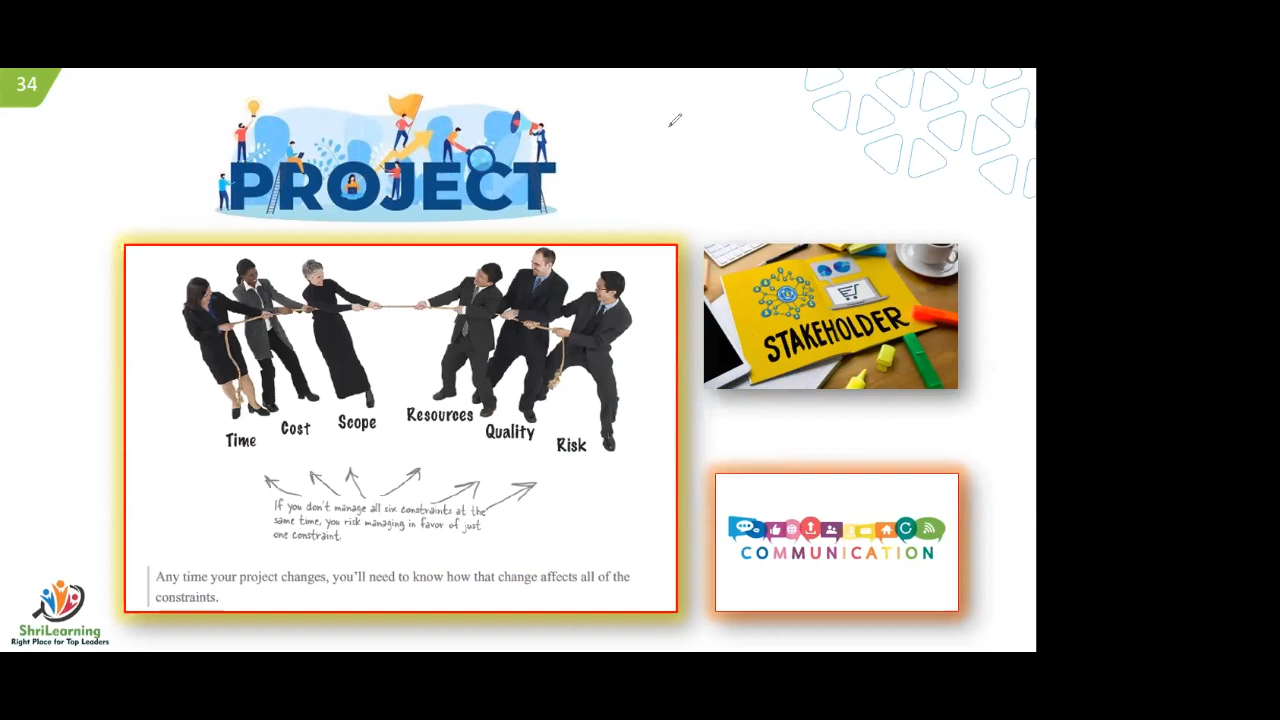 34
PROJECT
Time
Cost
Scope
Resources
Quality
Risk
If you don't manage all six constraints at the
same time, you risk managing in favor of just
one constraint.
Any time your project changes, you'll need to know how that change affects all of the
constraints.
STAKEHOLDER
COMMUNICATION
ShriLearning
Right Place for Top Leaders